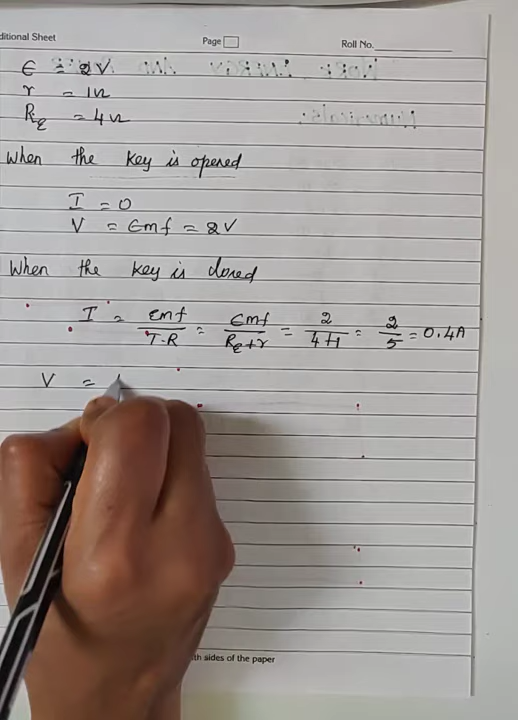 ditional Sheet Page Roll No.
ϵ = 2V
r = 1Ω
R_E = 4Ω
When the key is opened
I = 0
V = Emf = 2V
When the key is closed
I = Emf / T.R = Emf / R_E+r = 2 / 4+1 = 2/5 = 0.4A
V =
th sides of the paper